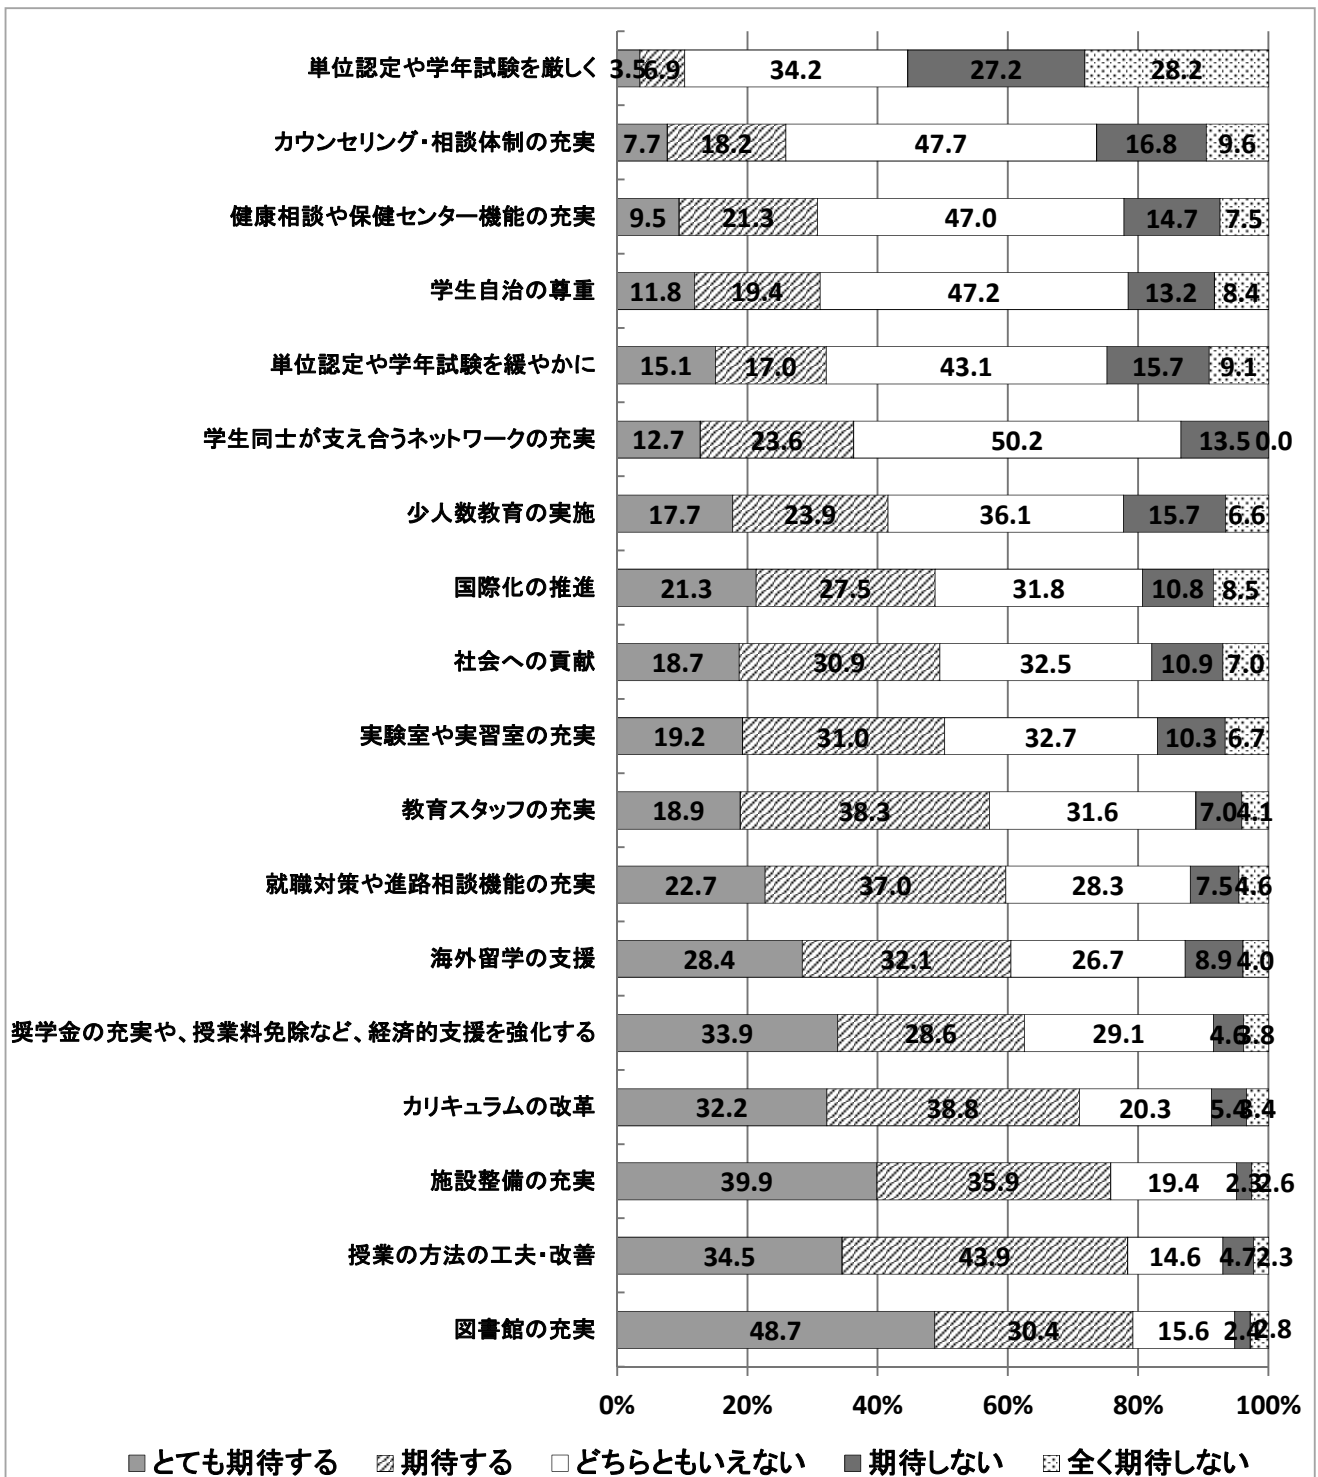 単位認定や学年試験を厳しく 3.5 6.9 34.2 27.2 28.2
カウンセリング・相談体制の充実 7.7 18.2 47.7 16.8 9.6
健康相談や保健センター機能の充実 9.5 21.3 47.0 14.7 7.5
学生自治の尊重 11.8 19.4 47.2 13.2 8.4
単位認定や学年試験を緩やかに 15.1 17.0 43.1 15.7 9.1
学生同士が支え合うネットワークの充実 12.7 23.6 50.2 13.5 0.0
少人数教育の実施 17.7 23.9 36.1 15.7 6.6
国際化の推進 21.3 27.5 31.8 10.8 8.5
社会への貢献 18.7 30.9 32.5 10.9 7.0
実験室や実習室の充実 19.2 31.0 32.7 10.3 6.7
教育スタッフの充実 18.9 38.3 31.6 7.0 4.1
就職対策や進路相談機能の充実 22.7 37.0 28.3 7.5 4.6
海外留学の支援 28.4 32.1 26.7 8.9 4.0
奨学金の充実や、授業料免除など、経済的支援を強化する 33.9 28.6 29.1 4.6 3.8
カリキュラムの改革 32.2 38.8 20.3 5.4 3.4
施設整備の充実 39.9 35.9 19.4 2.3 2.6
授業の方法の工夫・改善 34.5 43.9 14.6 4.7 2.3
図書館の充実 48.7 30.4 15.6 2.4 2.8
0% 20% 40% 60% 80% 100%
とても期待する 期待する どちらともいえない 期待しない 全く期待しない